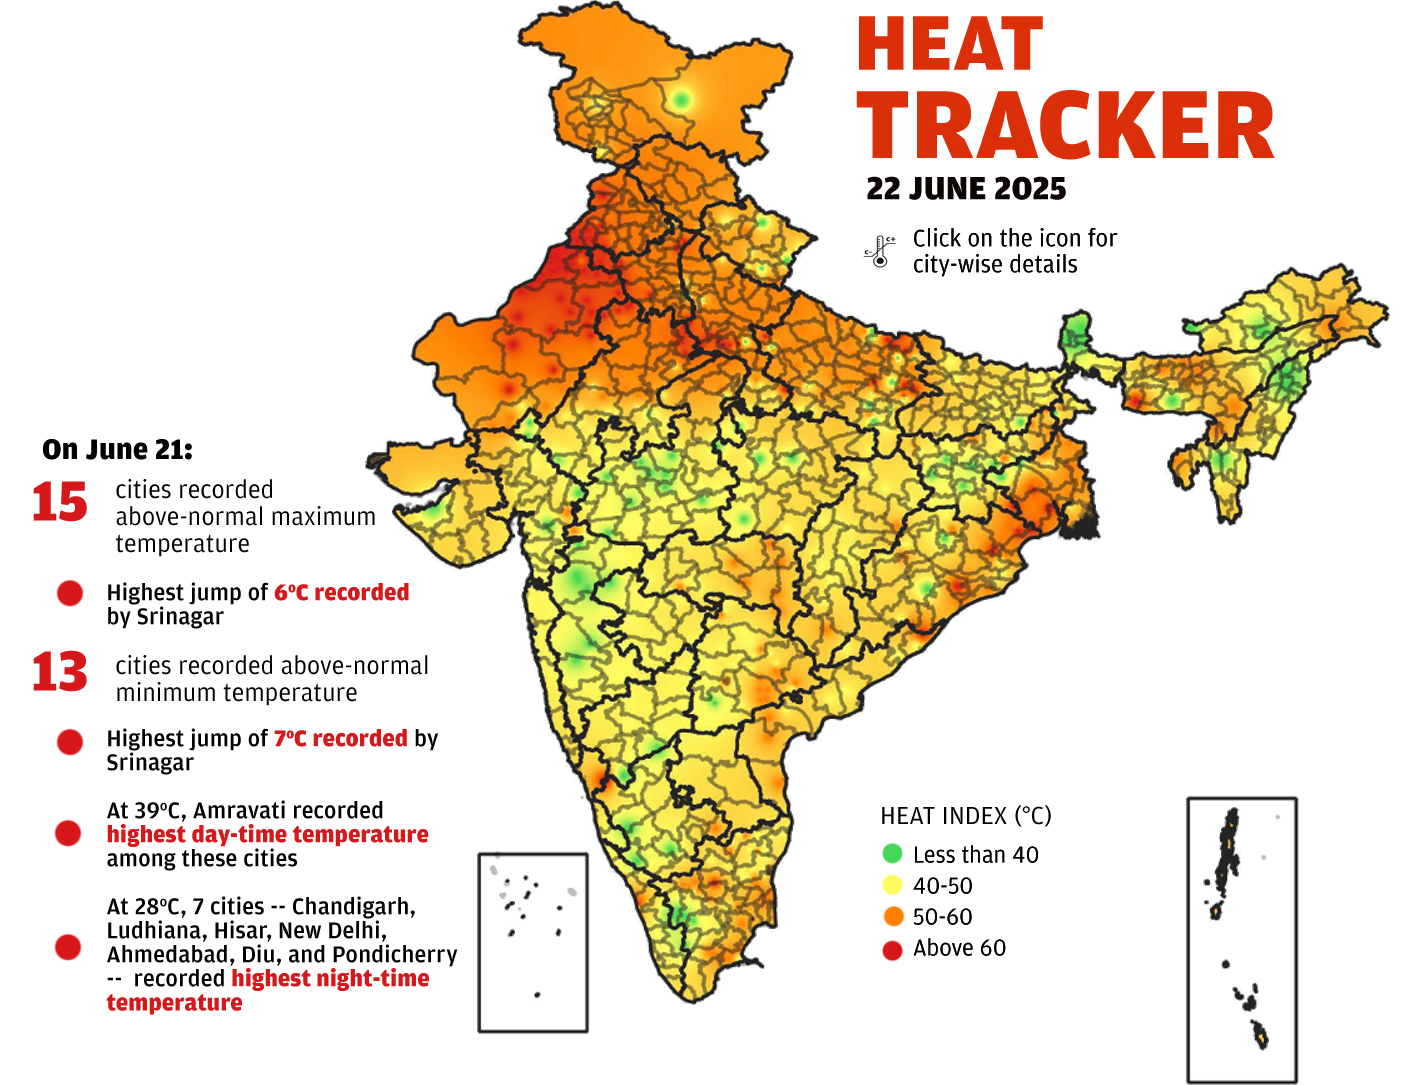 HEAT
TRACKER
22 JUNE 2025
c+
c-
Click on the icon for
city-wise details
On June 21:
15
cities recorded
above-normal maximum
temperature
Highest jump of 6ºC recorded
by Srinagar
13
cities recorded above-normal
minimum temperature
Highest jump of 7ºC recorded by
Srinagar
At 39ºC, Amravati recorded
highest day-time temperature
among these cities
At 28ºC, 7 cities -- Chandigarh,
Ludhiana, Hisar, New Delhi,
Ahmedabad, Diu, and Pondicherry
-- recorded highest night-time
temperature
HEAT INDEX (°C)
Less than 40
40-50
50-60
Above 60